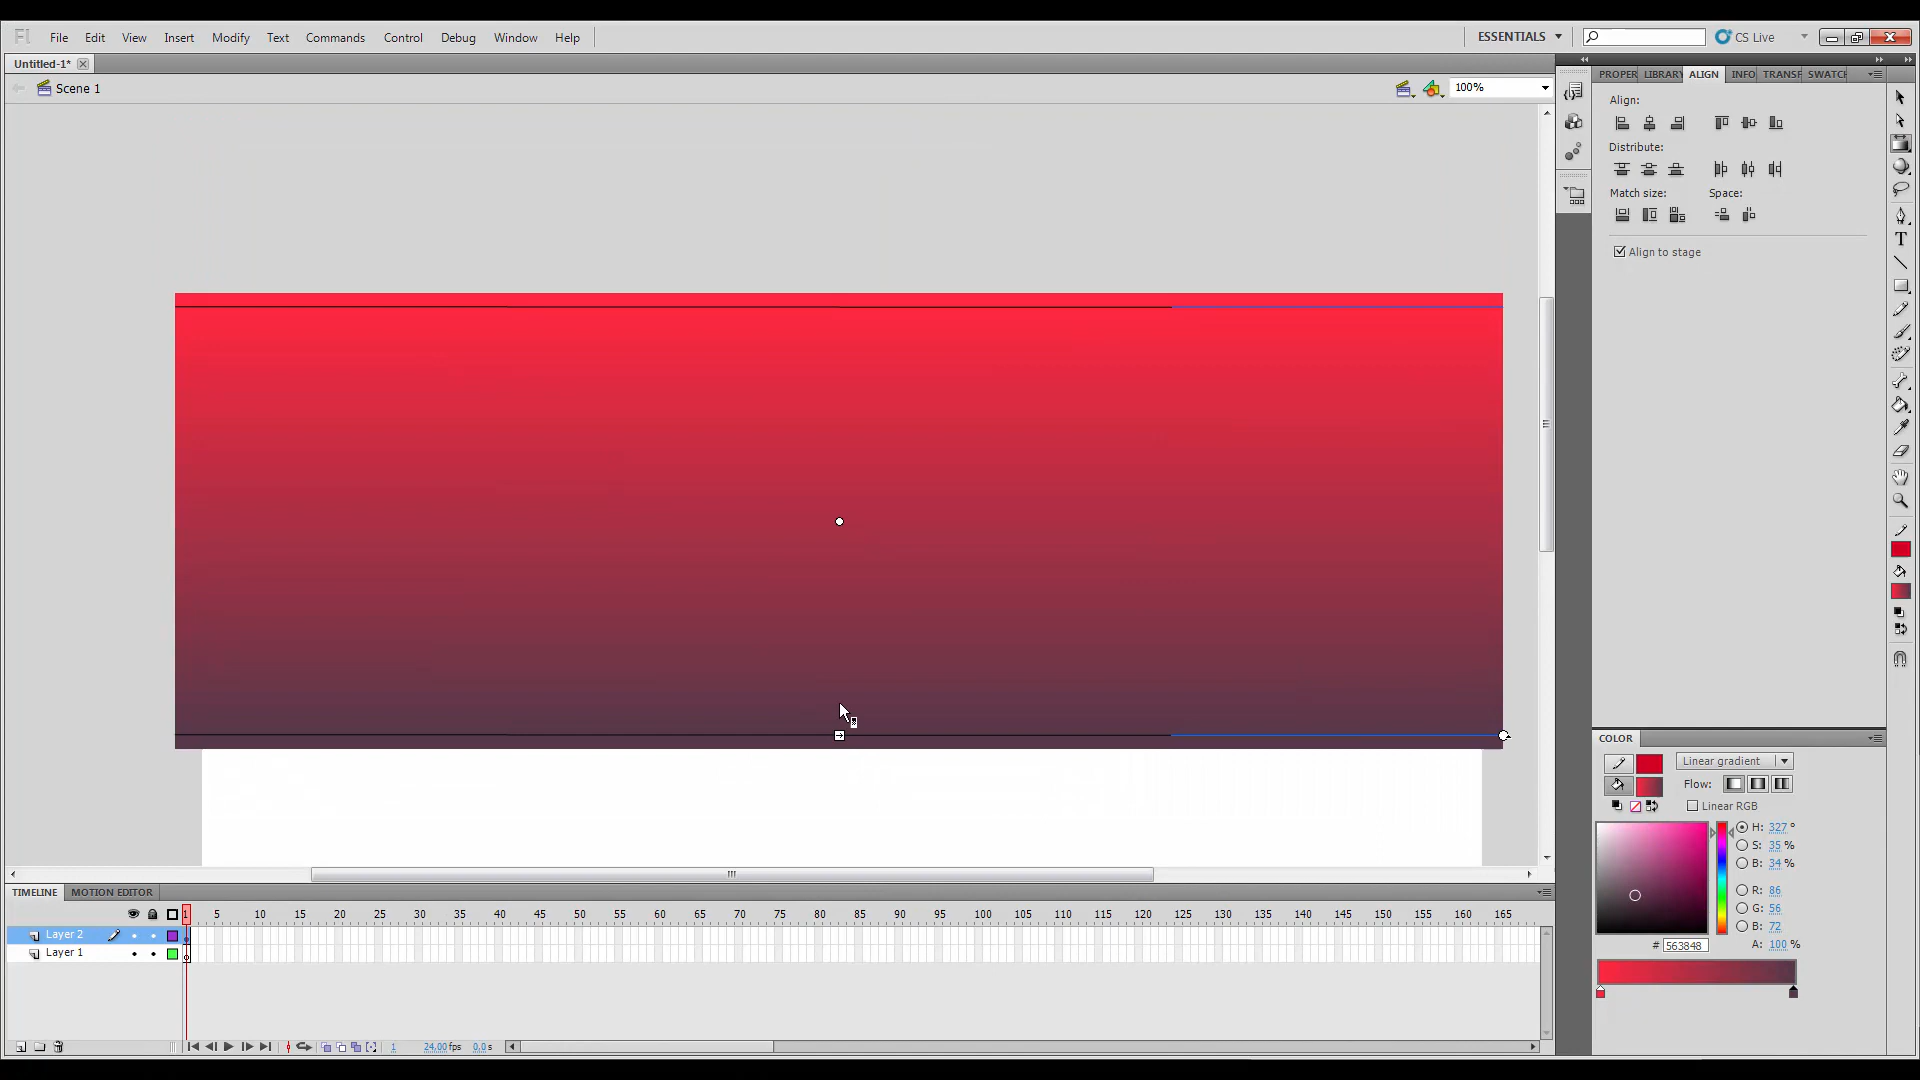 Fl File Edit View Insert Modify Text Commands Control Debug Window Help ESSENTIALS CS Live
Untitled-1*
Scene 1 100%
PROPER LIBRARY ALIGN INFO TRANSF SWATCH
Align:
Distribute:
Match size: Space:
Align to stage
T
COLOR
Linear gradient
Flow:
Linear RGB
H: 327 °
S: 35 %
B: 34 %
R: 86
G: 56
B: 72
# 563848 A: 100 %
TIMELINE MOTION EDITOR
1 5 10 15 20 25 30 35 40 45 50 55 60 65 70 75 80 85 90 95 100 105 110 115 120 125 130 135 140 145 150 155 160 165
Layer 2
Layer 1
1 24.00 fps 0.0 s